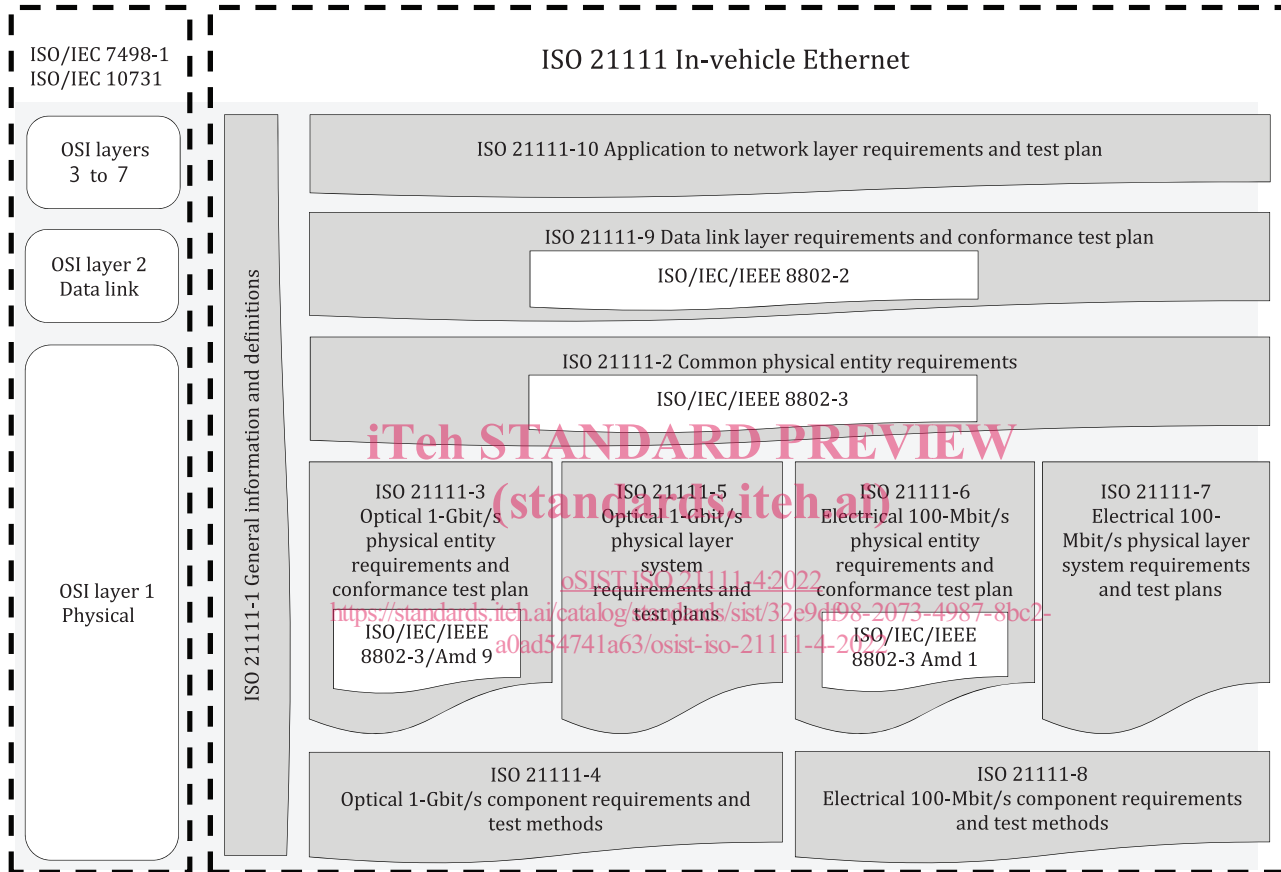 ISO/IEC 7498-1
ISO/IEC 10731
ISO 21111 In-vehicle Ethernet
OSI layers
3 to 7
OSI layer 2
Data link
OSI layer 1
Physical
ISO 21111-1 General information and definitions
ISO 21111-10 Application to network layer requirements and test plan
ISO 21111-9 Data link layer requirements and conformance test plan
ISO/IEC/IEEE 8802-2
ISO 21111-2 Common physical entity requirements
ISO/IEC/IEEE 8802-3
iTeh STANDARD PREVIEW
(standards.iteh.ai)
oSIST ISO 21111-4:2022
https://standards.iteh.ai/catalog/standards/sist/32e9df98-2073-4987-8bc2-
a0ad54741a63/osist-iso-21111-4-2022
ISO 21111-3
Optical 1-Gbit/s
physical entity
requirements and
conformance test plan
ISO/IEC/IEEE
8802-3/Amd 9
ISO 21111-5
Optical 1-Gbit/s
physical layer
system
requirements and
test plans
ISO 21111-6
Electrical 100-Mbit/s
physical entity
requirements and
conformance test plan
ISO/IEC/IEEE
8802-3 Amd 1
ISO 21111-7
Electrical 100-
Mbit/s physical layer
system requirements
and test plans
ISO 21111-4
Optical 1-Gbit/s component requirements and
test methods
ISO 21111-8
Electrical 100-Mbit/s component requirements
and test methods